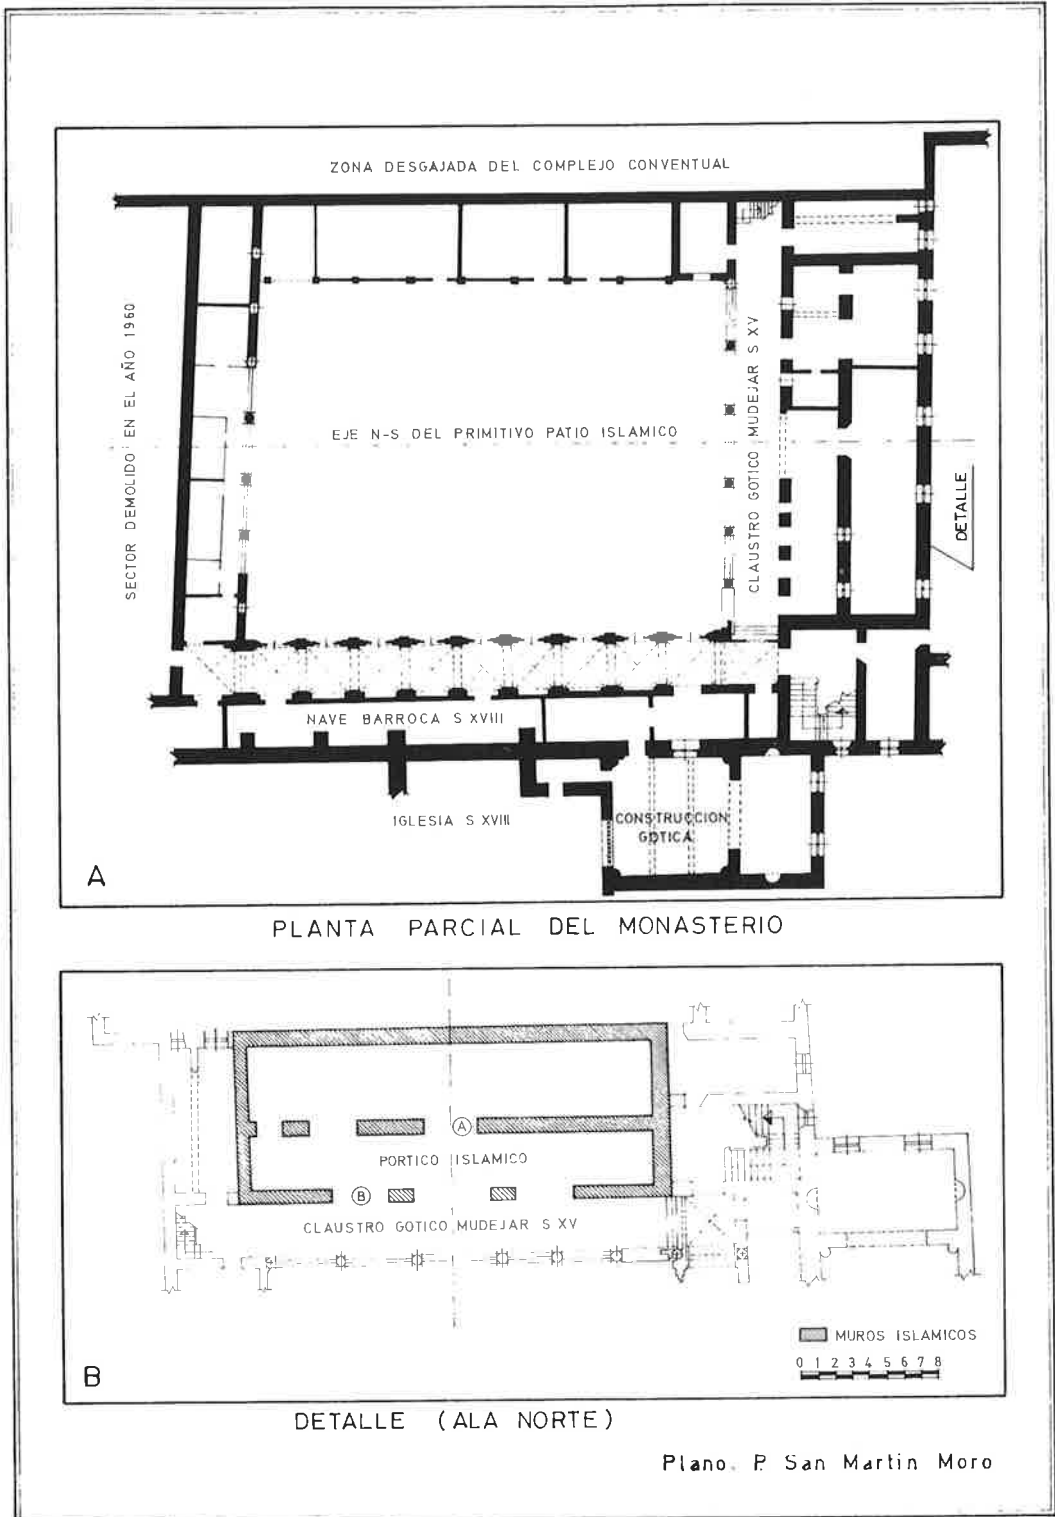 ZONA DESGAJADA DEL COMPLEJO CONVENTUAL
SECTOR DEMOLIDO EN EL AÑO 1960
EJE N-S DEL PRIMITIVO PATIO ISLAMICO
CLAUSTRO GOTICO MUDEJAR S XV
DETALLE
NAVE BARROCA S XVIII
IGLESIA S XVIII
CONSTRUCCION
GOTICA
A
PLANTA PARCIAL DEL MONASTERIO
A
PORTICO ISLAMICO
B
CLAUSTRO GOTICO MUDEJAR S XV
MUROS ISLAMICOS
0 1 2 3 4 5 6 7 8
B
DETALLE (ALA NORTE)
Plano. P. San Martin Moro